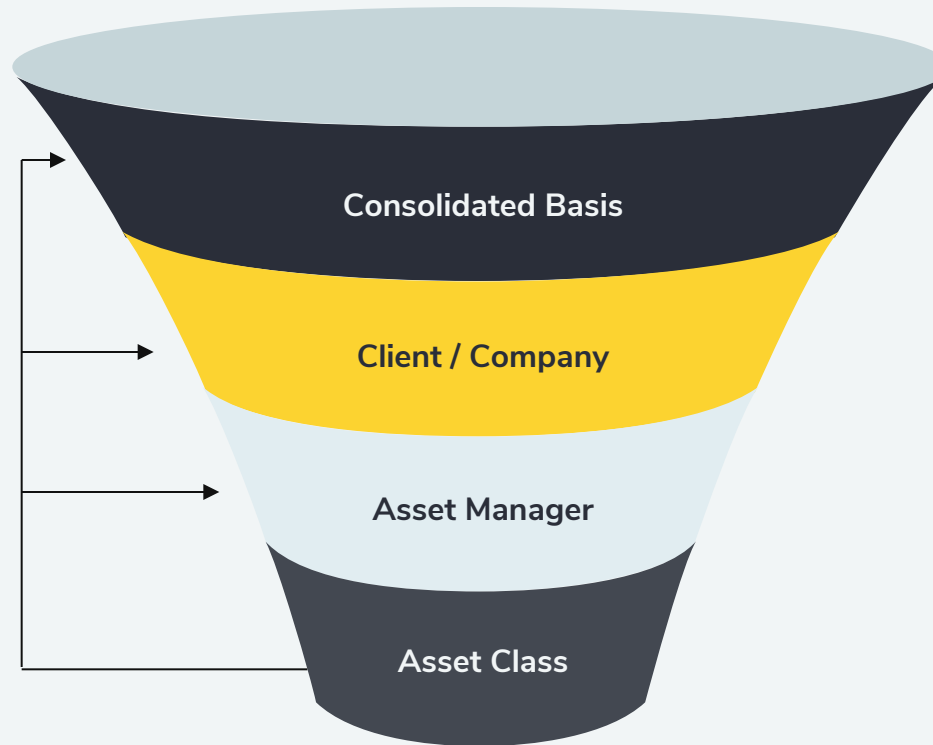 Consolidated Basis
Client / Company
Asset Manager
Asset Class